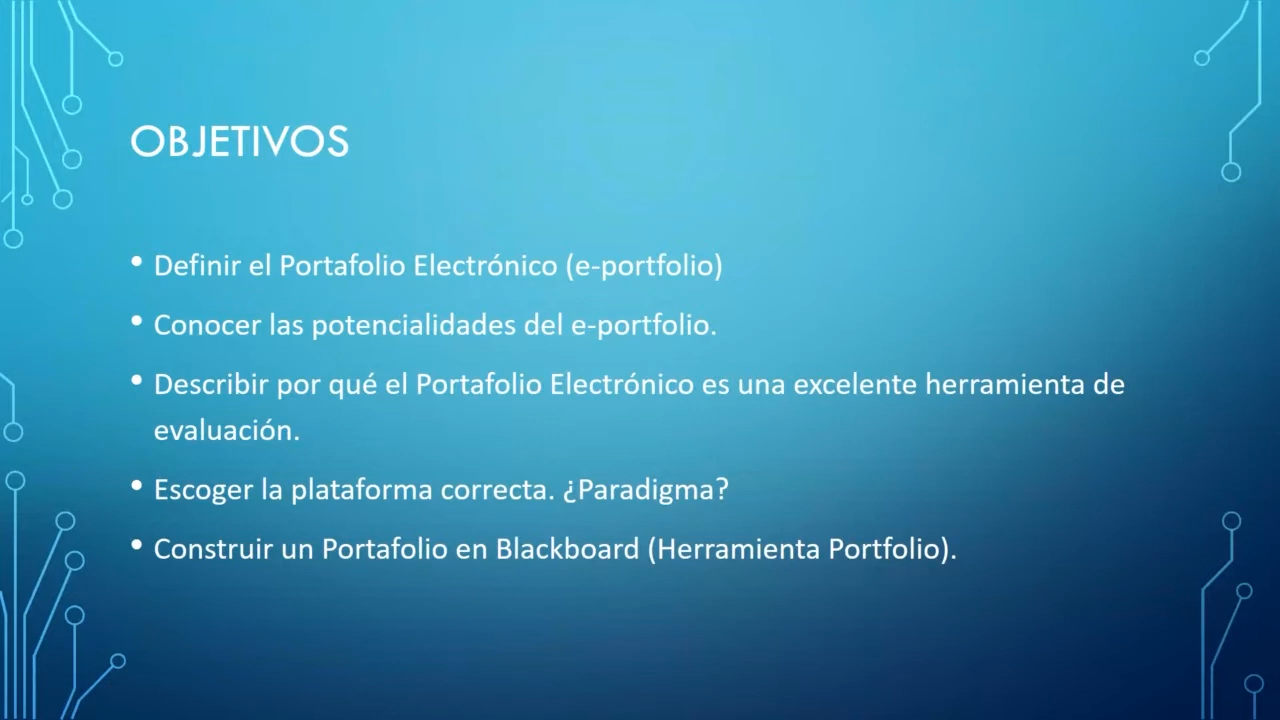 OBJETIVOS
• Definir el Portafolio Electrónico (e-portfolio)
• Conocer las potencialidades del e-portfolio.
• Describir por qué el Portafolio Electrónico es una excelente herramienta de
evaluación.
• Escoger la plataforma correcta. ¿Paradigma?
• Construir un Portafolio en Blackboard (Herramienta Portfolio).